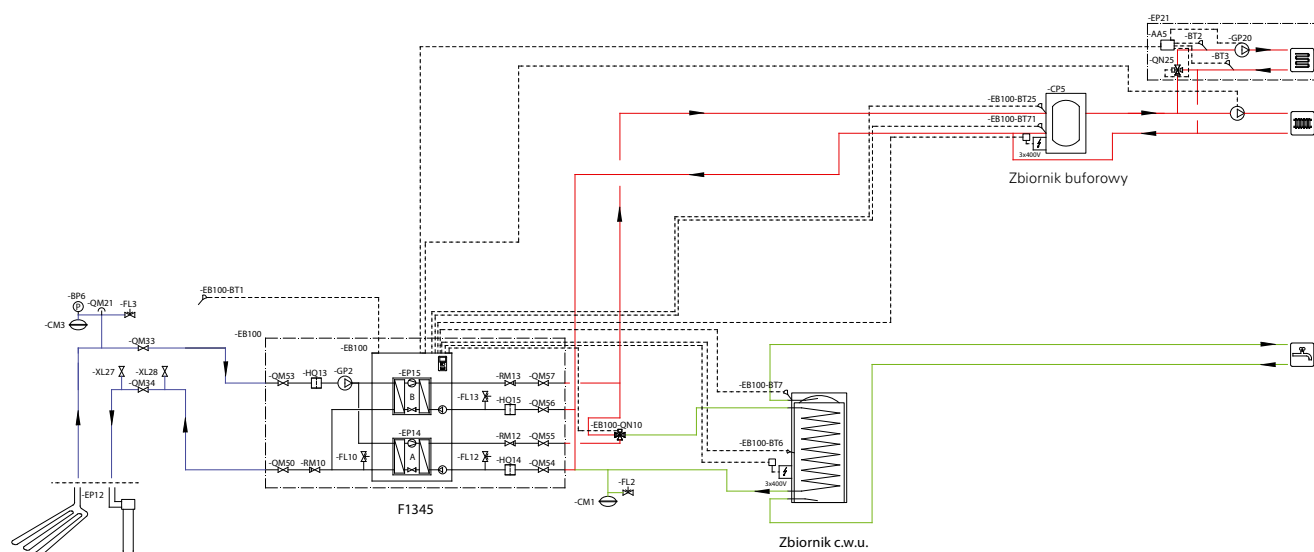 -EP21
-AA5
-BT2
-GP20
-BT3
-QN25
-CP5
-EB100-BT25
-EB100-BT71
3x400V
Zbiornik buforowy
-EB100-BT1
-BP6
P
-QM21
-FL3
-CM3
-QM33
-XL27
-XL28
-QM34
-EB100
-EB100
-QM53
-HQ13
-GP2
-EP15
B
-RM13
-QM57
-FL13
-HQ15
-QM56
-EB100-BT7
-EB100-QN10
-EP14
A
-RM12
-QM55
-FL10
-FL12
-HQ14
-QM54
-QM50
-RM10
-EB100-BT6
3x400V
-EP12
F1345
-FL2
-CM1
Zbiornik c.w.u.